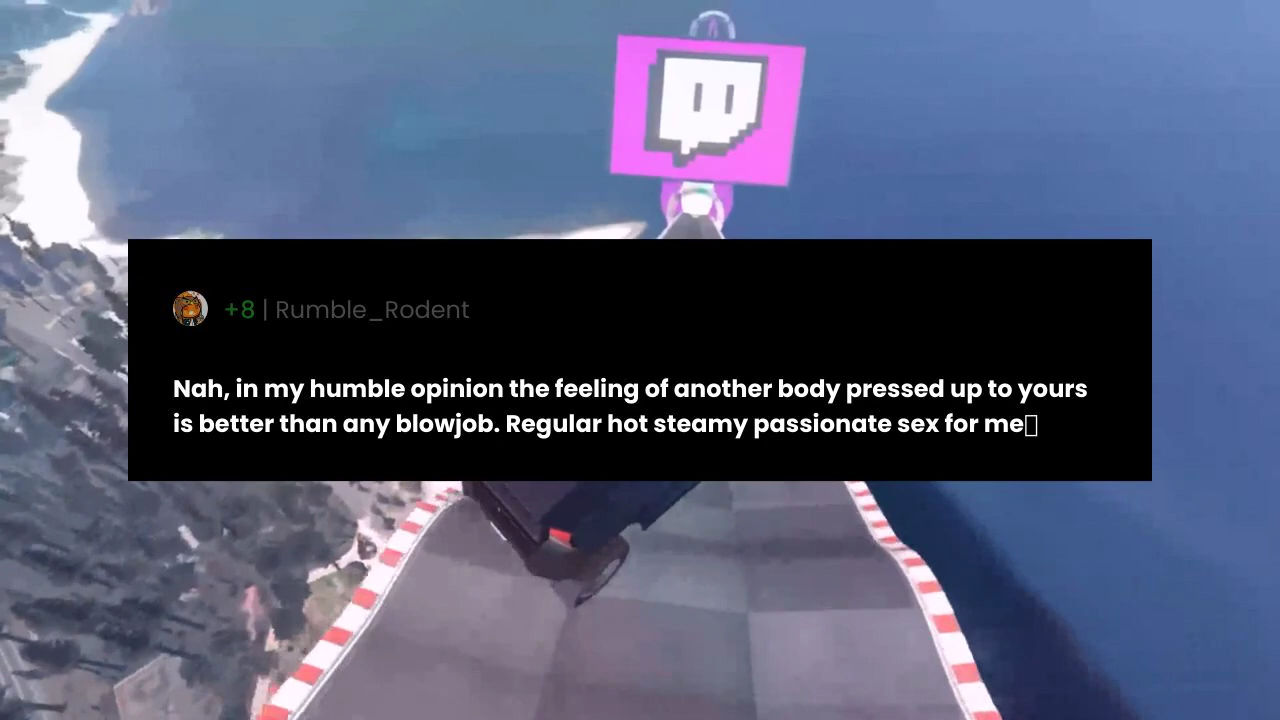 +8 | Rumble_Rodent
Nah, in my humble opinion the feeling of another body pressed up to yours
is better than any blowjob. Regular hot steamy passionate sex for me▯